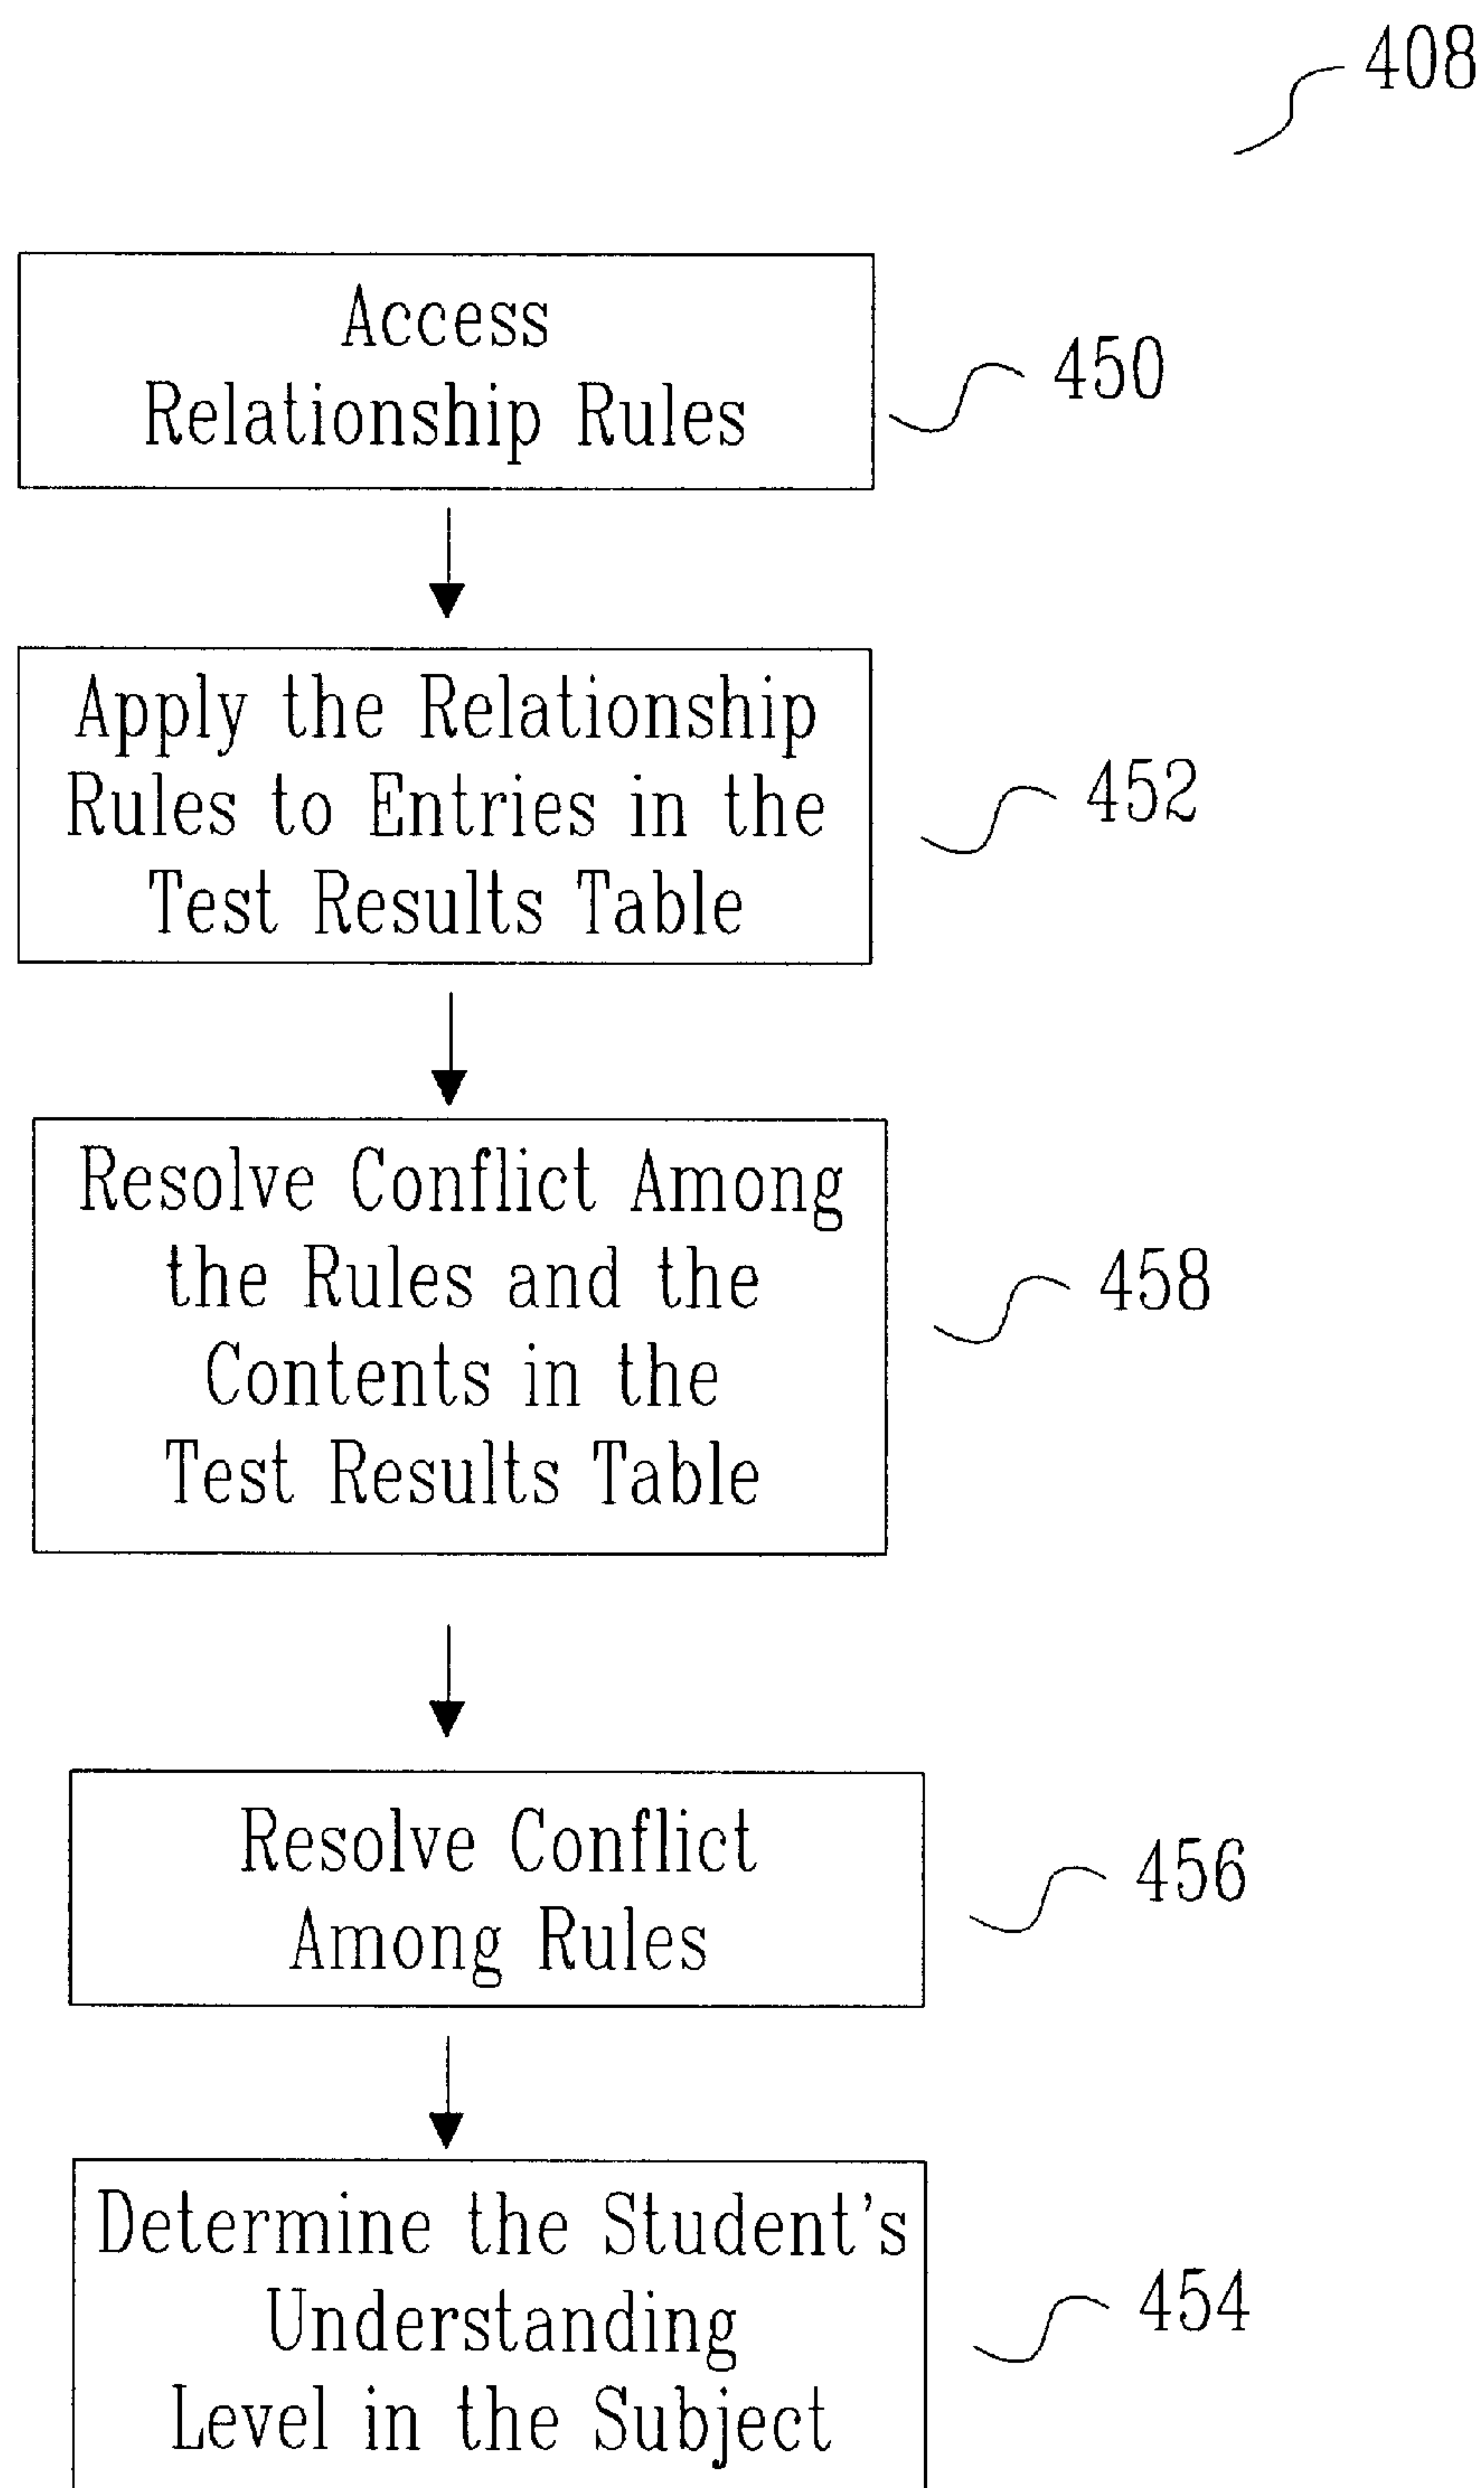 408
Access
Relationship Rules
450
Apply the Relationship
Rules to Entries in the
Test Results Table
452
Resolve Conflict Among
the Rules and the
Contents in the
Test Results Table
458
Resolve Conflict
Among Rules
456
Determine the Student's
Understanding
Level in the Subject
454